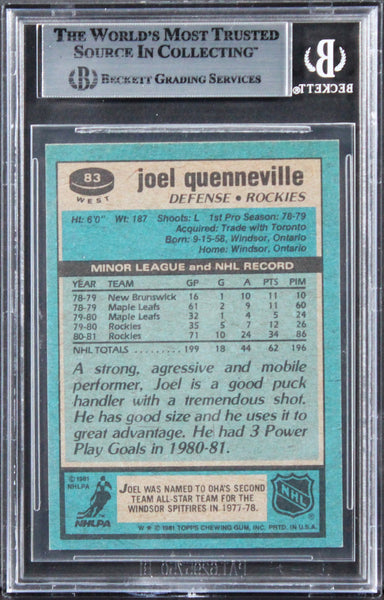 THE WORLD'S MOST TRUSTED
SOURCE IN COLLECTING™
BECKETT GRADING SERVICES
BECKETT
83
WEST
joel quenneville
DEFENSE • ROCKIES
Ht: 6'0" Wt: 187 Shoots: L 1st Pro Season: 78-79
Acquired: Trade with Toronto
Born: 9-15-58, Windsor, Ontario
Home: Windsor, Ontario
MINOR LEAGUE and NHL RECORD
YEAR TEAM GP G A PTS PIM
78-79 New Brunswick 16 1 10 11 10
78-79 Maple Leafs 61 2 9 11 60
79-80 Maple Leafs 32 1 4 5 24
79-80 Rockies 35 5 7 12 26
80-81 Rockies 71 10 24 34 86
NHL TOTALS 199 18 44 62 196
A strong, agressive and mobile
performer, Joel is a good puck
handler with a tremendous shot.
He has good size and he uses it to
great advantage. He had 3 Power
Play Goals in 1980-81.
© 1981
NHLPA
NHLPA
JOEL WAS NAMED TO OHA'S SECOND
TEAM ALL-STAR TEAM FOR THE
WINDSOR SPITFIRES IN 1977-78.
NHL
W ★ © 1981 TOPPS CHEWING GUM, INC. PRTD. IN U.S.A.